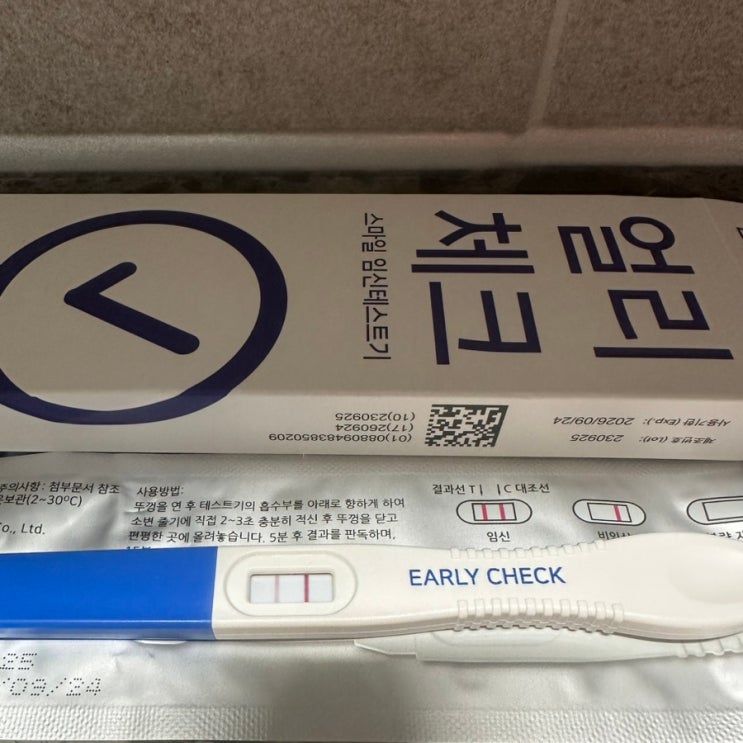 얼리
체크
스마일 임신테스트기
제조번호 (Lot): 230925
사용기한 (Exp.): 2026/09/24
(01)08809483850209
(17)260924
(10)230925
주의사항: 첨부문서 참조
보관(2~30ºC)
Co., Ltd.
사용방법:
뚜껑을 연 후 테스트기의 흡수부를 아래로 향하게 하여
소변 줄기에 직접 2~3초 충분히 적신 후 뚜껑을 닫고
편평한 곳에 올려놓습니다. 5분 후 결과를 판독하며,
결과선 T | | C 대조선
임신
EARLY CHECK
25
/09/24